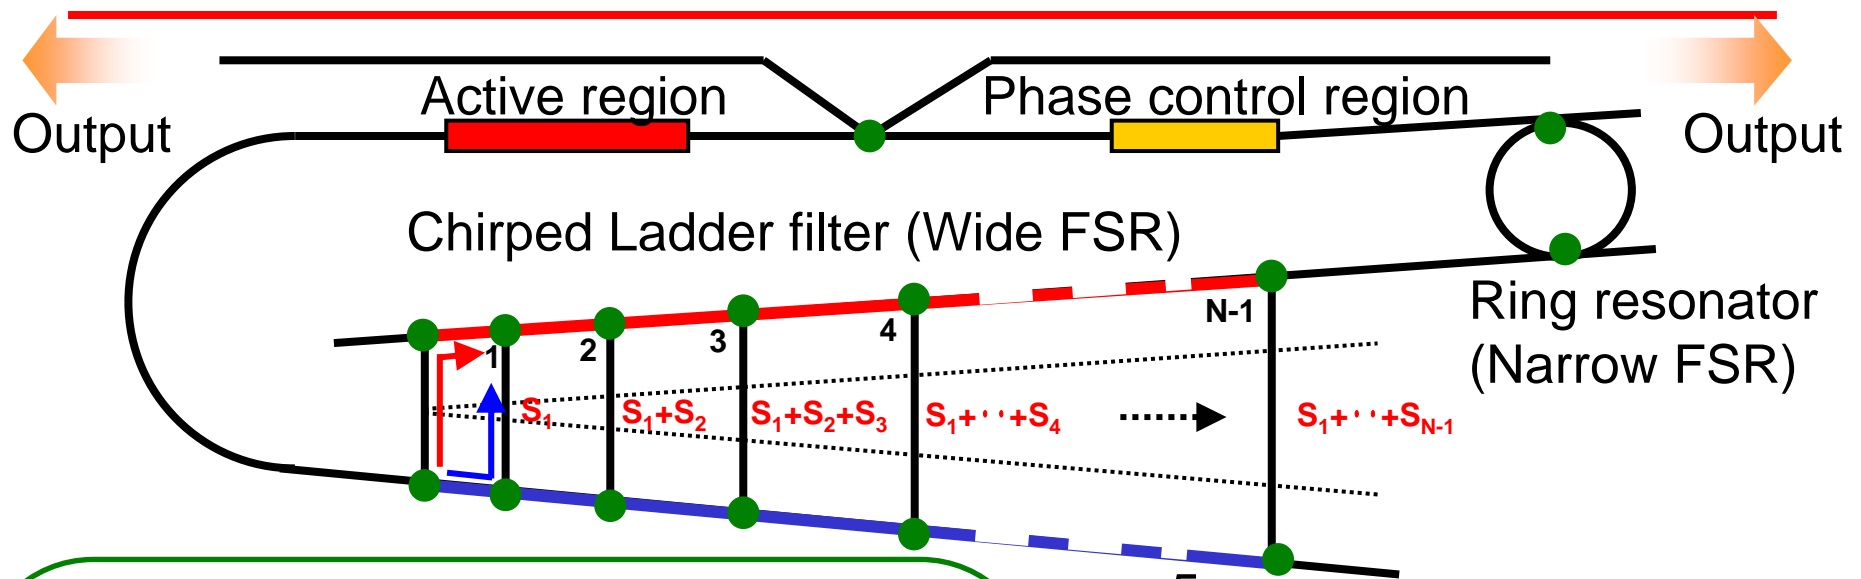 Active region
Phase control region
Output
Output
Chirped Ladder filter (Wide FSR)
Ring resonator
(Narrow FSR)
1
2
3
4
N-1
S1
S1+S2
S1+S2+S3
S1+··+S4
S1+··+SN-1